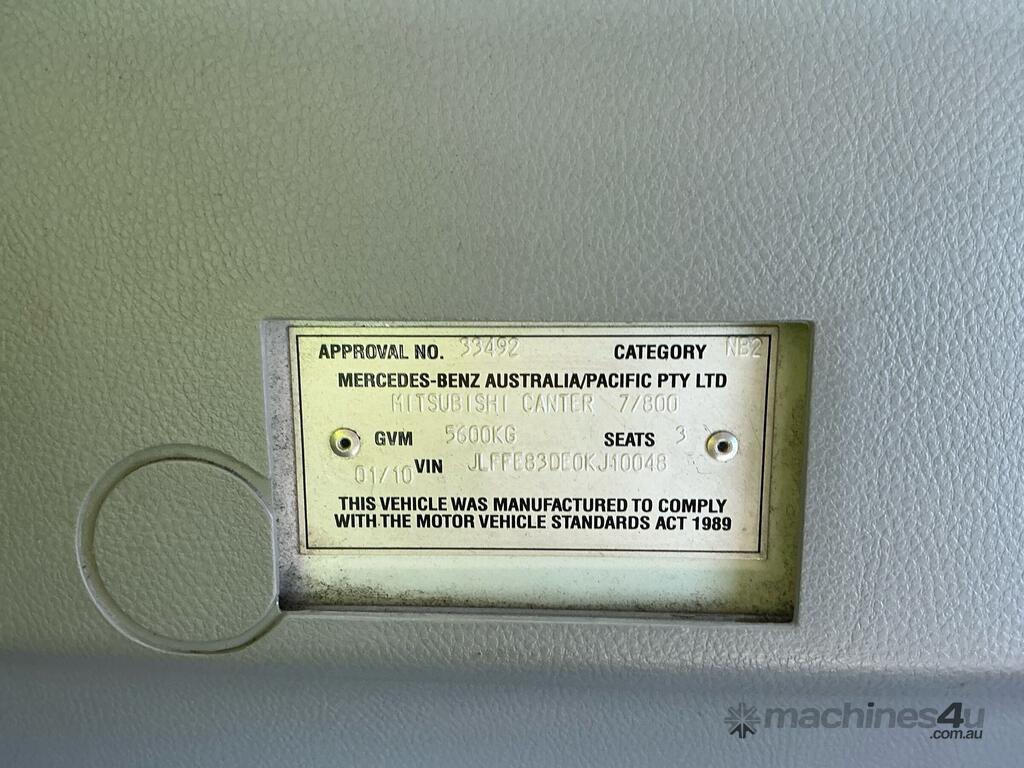 APPROVAL NO. 33492 CATEGORY NB2
MERCEDES-BENZ AUSTRALIA/PACIFIC PTY LTD
MITSUBISHI CANTER 7/800
GVM 5600KG SEATS 3
01/10 VIN JLFFE83DE0KJ10048
THIS VEHICLE WAS MANUFACTURED TO COMPLY
WITH THE MOTOR VEHICLE STANDARDS ACT 1989
machines4u
.com.au